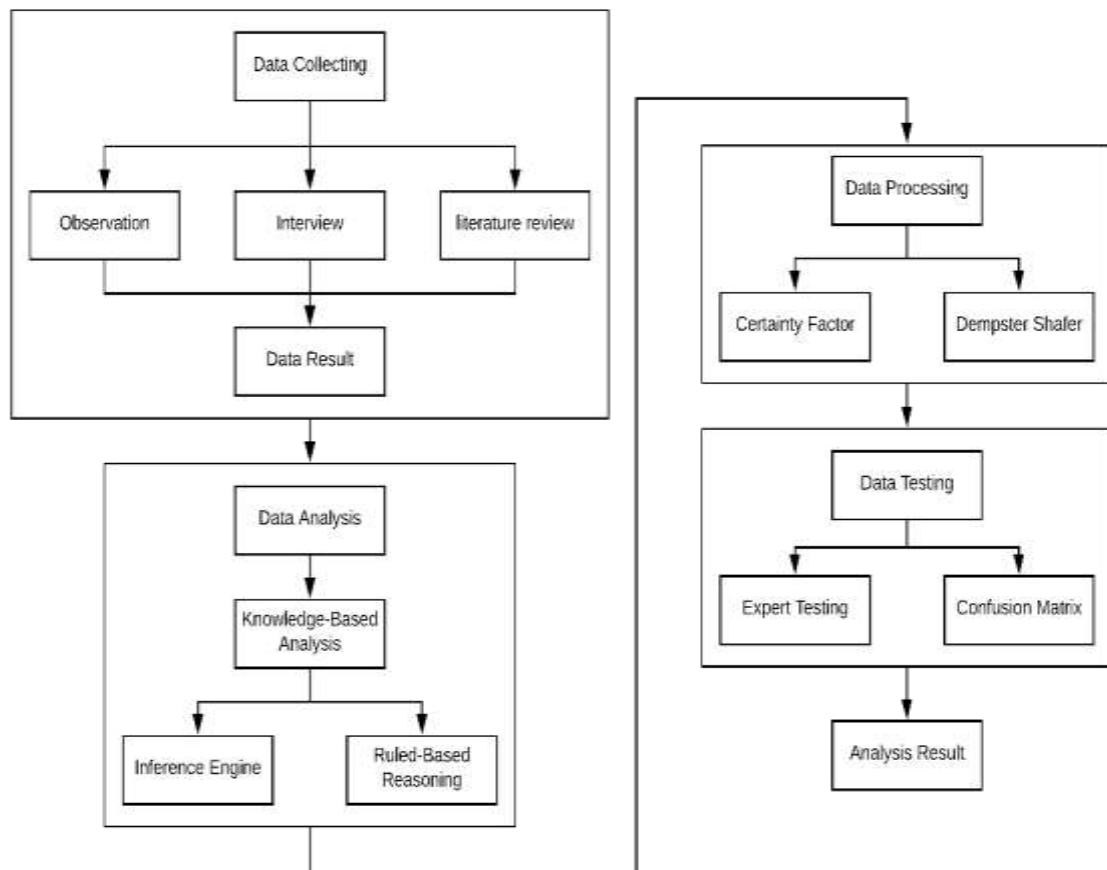 Data Collecting
Observation
Interview
literature review
Data Result
Data Analysis
Knowledge-Based
Analysis
Inference Engine
Ruled-Based
Reasoning
Data Processing
Certainty Factor
Dempster Shafer
Data Testing
Expert Testing
Confusion Matrix
Analysis Result